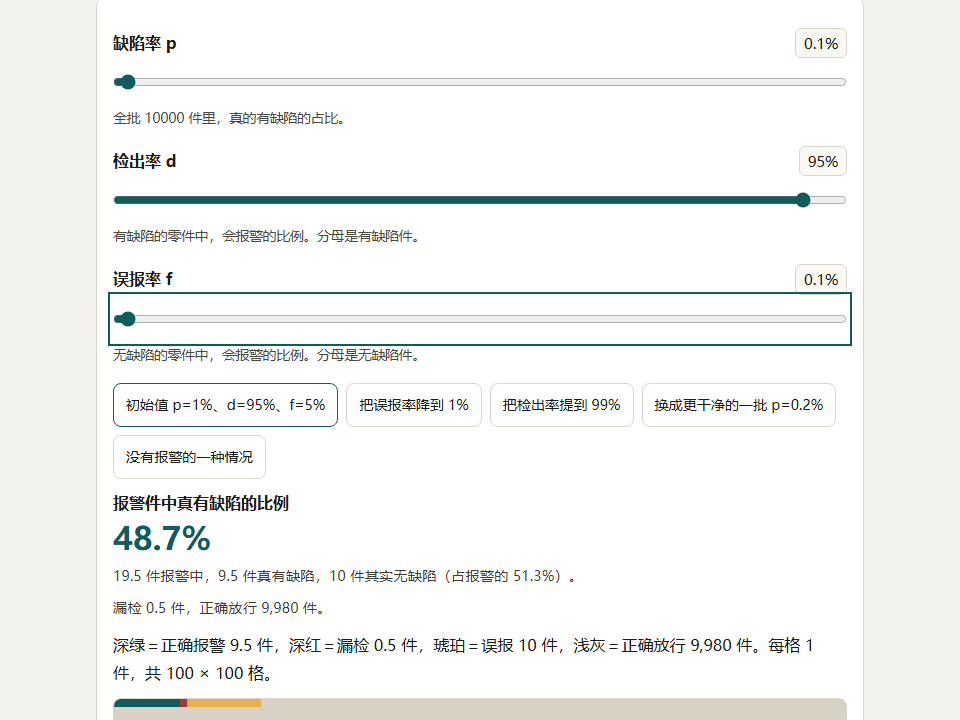 缺陷率 p
0.1%
全批 10000 件里，真的有缺陷的占比。
检出率 d
95%
有缺陷的零件中，会报警的比例。分母是有缺陷件。
误报率 f
0.1%
无缺陷的零件中，会报警的比例。分母是无缺陷件。
初始值 p=1%、d=95%、f=5%
把误报率降到 1%
把检出率提到 99%
换成更干净的一批 p=0.2%
没有报警的一种情况
报警件中真有缺陷的比例
48.7%
19.5 件报警中，9.5 件真有缺陷，10 件其实无缺陷（占报警的 51.3%）。
漏检 0.5 件，正确放行 9,980 件。
深绿＝正确报警 9.5 件，深红＝漏检 0.5 件，琥珀＝误报 10 件，浅灰＝正确放行 9,980 件。每格 1
件，共 100 × 100 格。